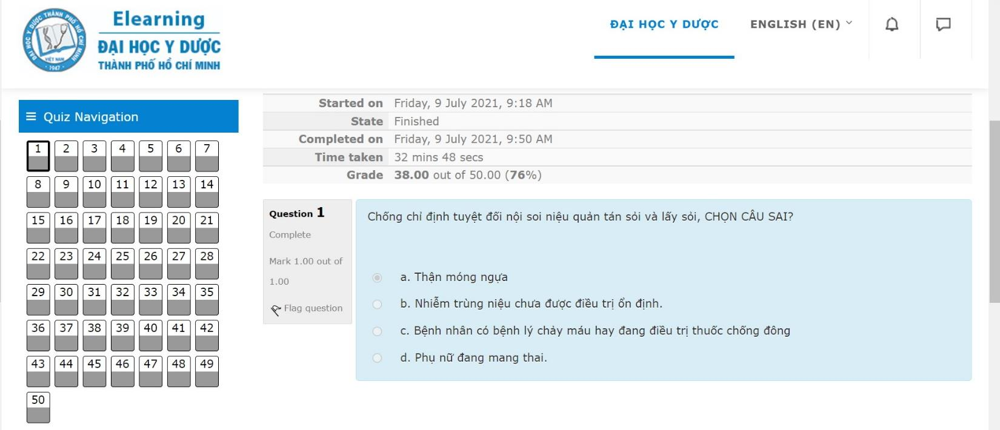 Elearning
ĐẠI HỌC Y DƯỢC
THÀNH PHỐ HỒ CHÍ MINH
ĐẠI HỌC Y DƯỢC THÀNH PHỐ HỒ CHÍ MINH
VIỆT NAM
1947
ĐẠI HỌC Y DƯỢC
ENGLISH (EN)
Quiz Navigation
1 2 3 4 5 6 7
8 9 10 11 12 13 14
15 16 17 18 19 20 21
22 23 24 25 26 27 28
29 30 31 32 33 34 35
36 37 38 39 40 41 42
43 44 45 46 47 48 49
50
Started on Friday, 9 July 2021, 9:18 AM
State Finished
Completed on Friday, 9 July 2021, 9:50 AM
Time taken 32 mins 48 secs
Grade 38.00 out of 50.00 (76%)
Question 1
Complete
Mark 1.00 out of
1.00
Flag question
Chống chỉ định tuyệt đối nội soi niệu quản tán sỏi và lấy sỏi, CHỌN CÂU SAI?
a. Thận móng ngựa
b. Nhiễm trùng niệu chưa được điều trị ổn định.
c. Bệnh nhân có bệnh lý chảy máu hay đang điều trị thuốc chống đông
d. Phụ nữ đang mang thai.